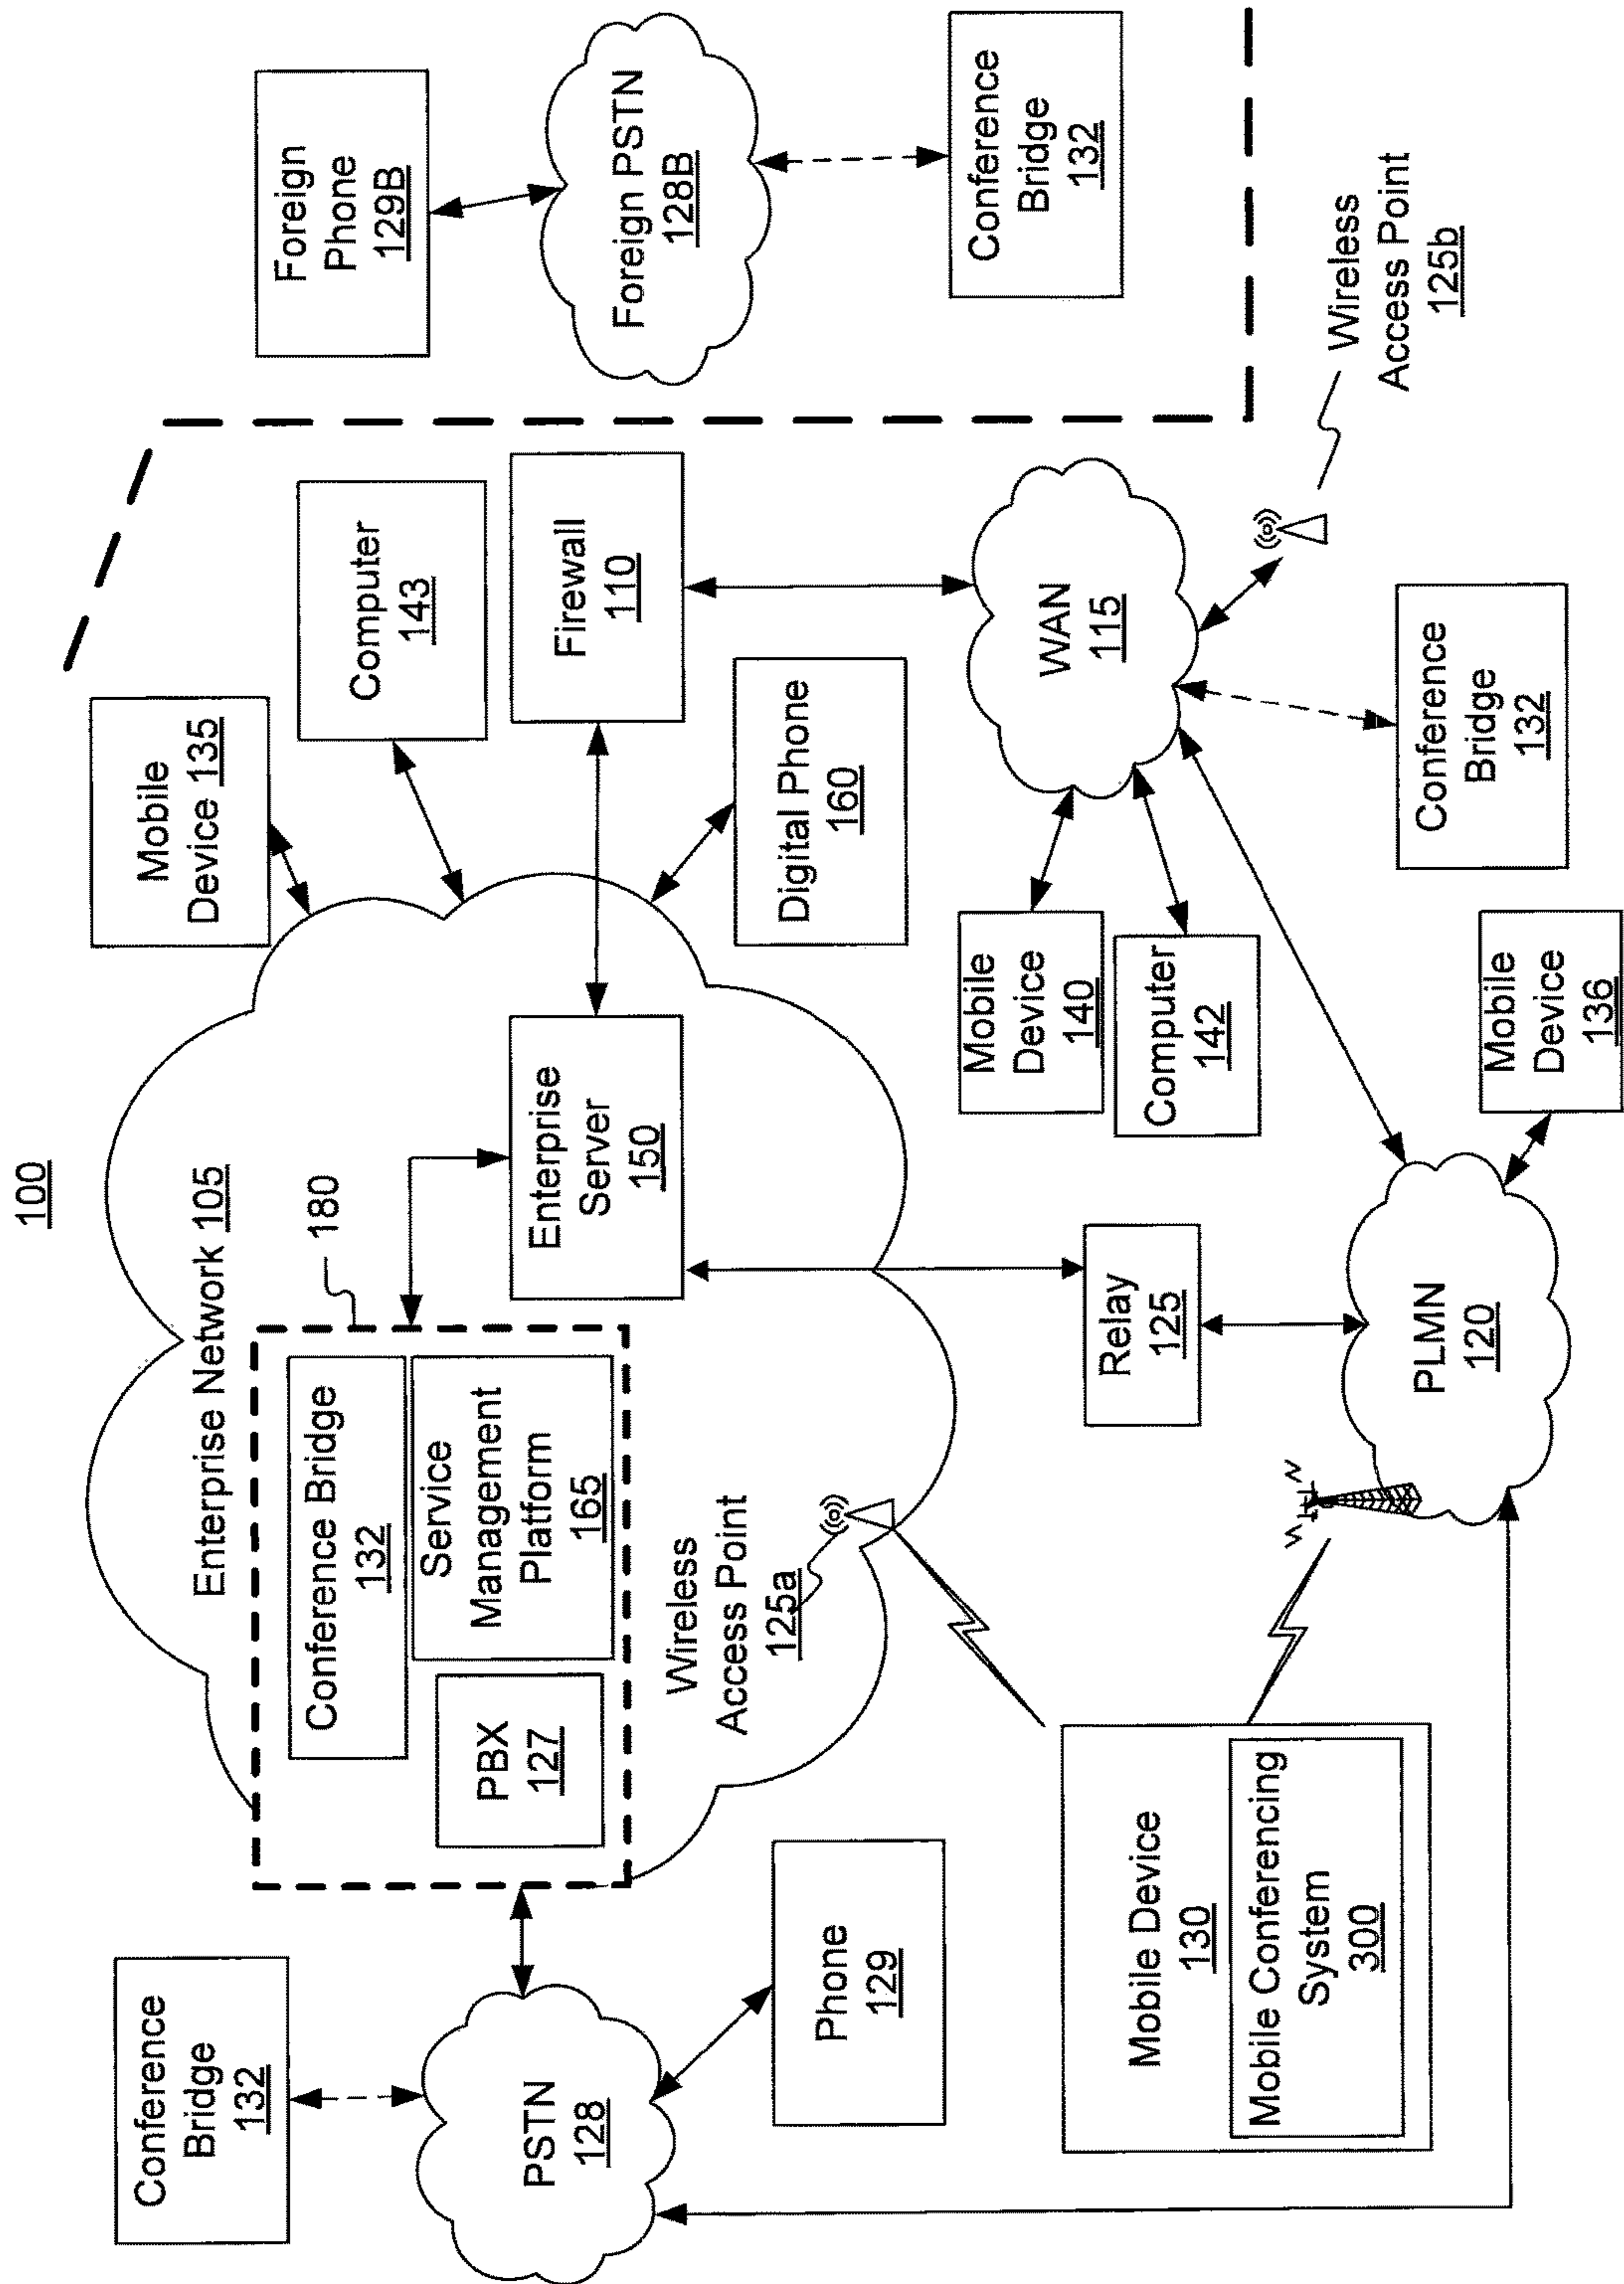 100
Conference
Bridge
132
PSTN
128
Phone
129
Enterprise Network 105
180
Conference Bridge
132
Service
Management
Platform
165
PBX
127
Wireless
Access Point
125a
Enterprise
Server
150
Mobile Device
130
Mobile Conferencing
System
300
Relay
125
PLMN
120
Mobile
Device
136
Mobile
Device 135
Computer
143
Firewall
110
Digital Phone
160
Mobile
Device
140
Computer
142
WAN
115
Conference
Bridge
132
Wireless
Access Point
125b
Foreign
Phone
129B
Foreign PSTN
128B
Conference
Bridge
132